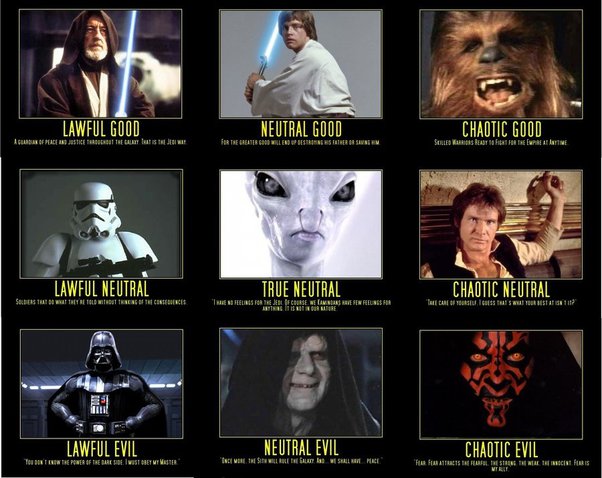 LAWFUL GOOD
A GUARDIAN OF PEACE AND JUSTICE THROUGHOUT THE GALAXY. THAT IS THE JEDI WAY.
NEUTRAL GOOD
FOR THE GREATER GOOD WILL END UP DESTROYING HIS FATHER OR SAVING HIM.
CHAOTIC GOOD
SKILLED WARRIORS READY TO FIGHT FOR THE EMPIRE AT ANYTIME.
LAWFUL NEUTRAL
SOLDIERS THAT DO WHAT THEY'RE TOLD WITHOUT THINKING OF THE CONSEQUENCES.
TRUE NEUTRAL
"I HAVE NO FEELINGS FOR THE JEDI. OF COURSE, WE KAMINOANS HAVE FEW FEELINGS FOR
ANYTHING. IT IS NOT IN OUR NATURE."
CHAOTIC NEUTRAL
"TAKE CARE OF YOURSELF, I GUESS THAT'S WHAT YOUR BEST AT ISN'T IT?"
LAWFUL EVIL
"YOU DON'T KNOW THE POWER OF THE DARK SIDE. I MUST OBEY MY MASTER."
NEUTRAL EVIL
"ONCE MORE.. THE SITH WILL RULE THE GALAXY. AND... WE SHALL HAVE... PEACE."
CHAOTIC EVIL
"FEAR. FEAR ATTRACTS THE FEARFUL. THE STRONG. THE WEAK. THE INNOCENT. FEAR IS
MY ALLY."